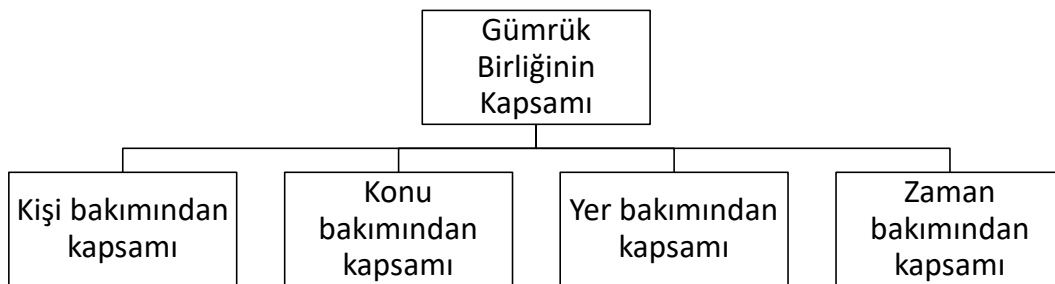 Gümrük
Birliğinin
Kapsamı
Kişi bakımından
kapsamı
Konu
bakımından
kapsamı
Yer bakımından
kapsamı
Zaman
bakımından
kapsamı